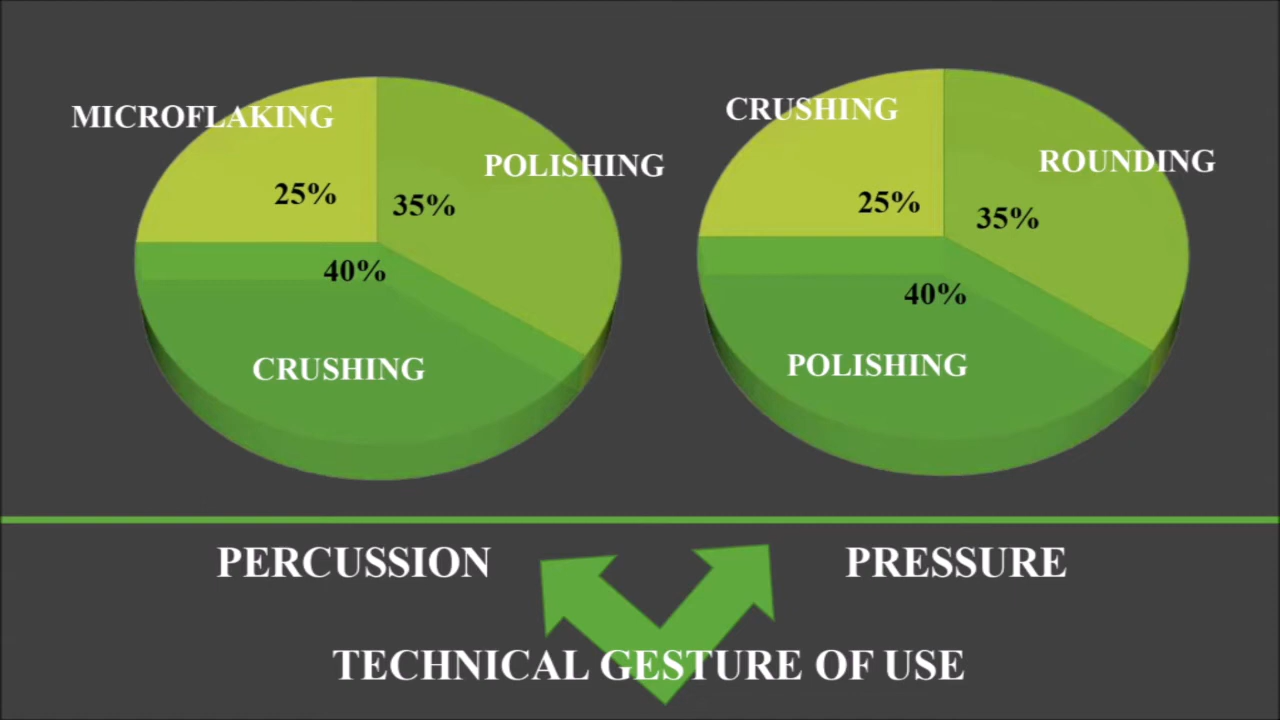 MICROFLAKING
POLISHING
25%
35%
40%
CRUSHING
CRUSHING
ROUNDING
25%
35%
40%
POLISHING
PERCUSSION
PRESSURE
TECHNICAL GESTURE OF USE